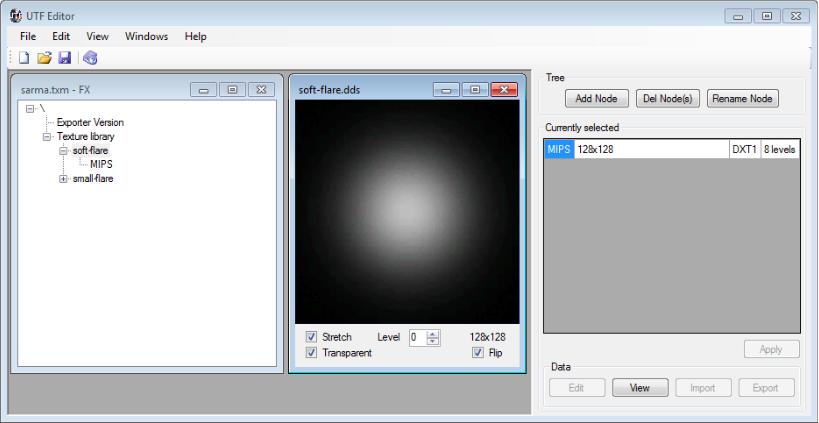 UTF Editor
File Edit View Windows Help
sarma.txm - FX
\
Exporter Version
Texture library
soft-flare
MIPS
small-flare
soft-flare.dds
Stretch Level 0 128x128
Transparent Flip
Tree
Add Node Del Node(s) Rename Node
Currently selected
MIPS 128x128 DXT1 8 levels
Apply
Data
Edit View Import Export